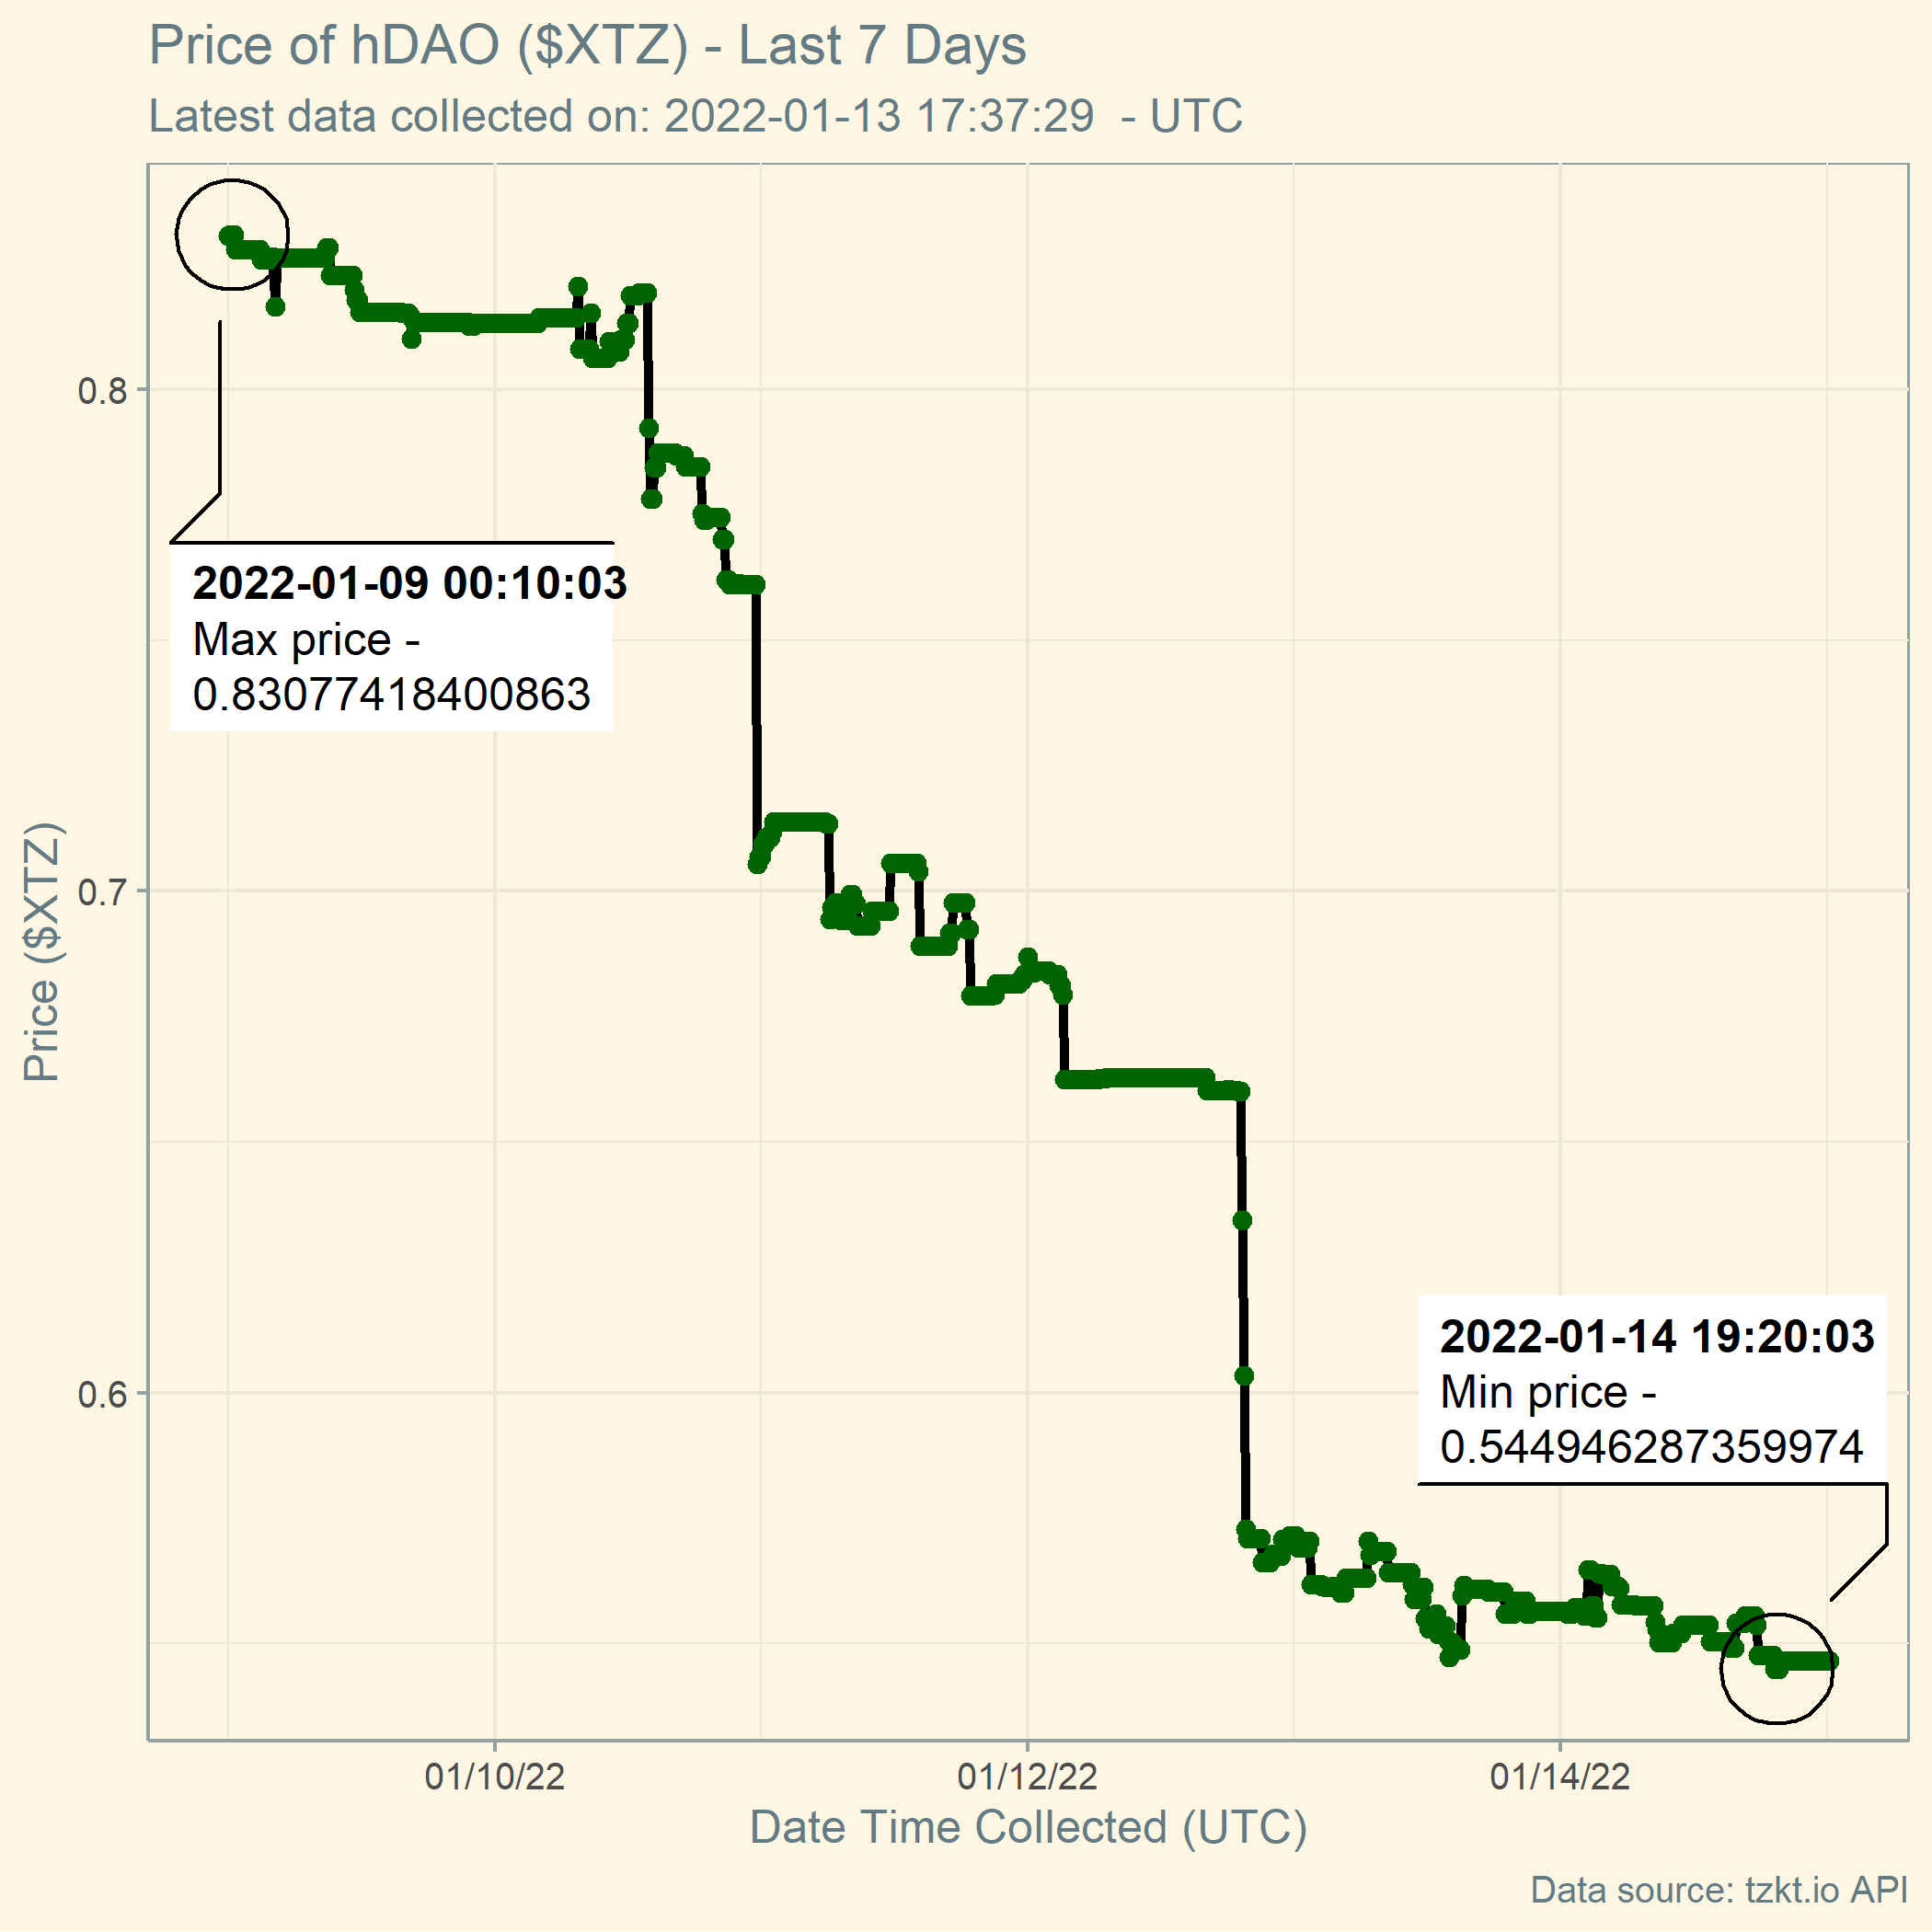 Price of hDAO ($XTZ) - Last 7 Days
Latest data collected on: 2022-01-13 17:37:29  - UTC
2022-01-09 00:10:03
Max price -
0.83077418400863
2022-01-14 19:20:03
Min price -
0.544946287359974
Price ($XTZ)
0.8
0.7
0.6
01/10/22
01/12/22
01/14/22
Date Time Collected (UTC)
Data source: tzkt.io API